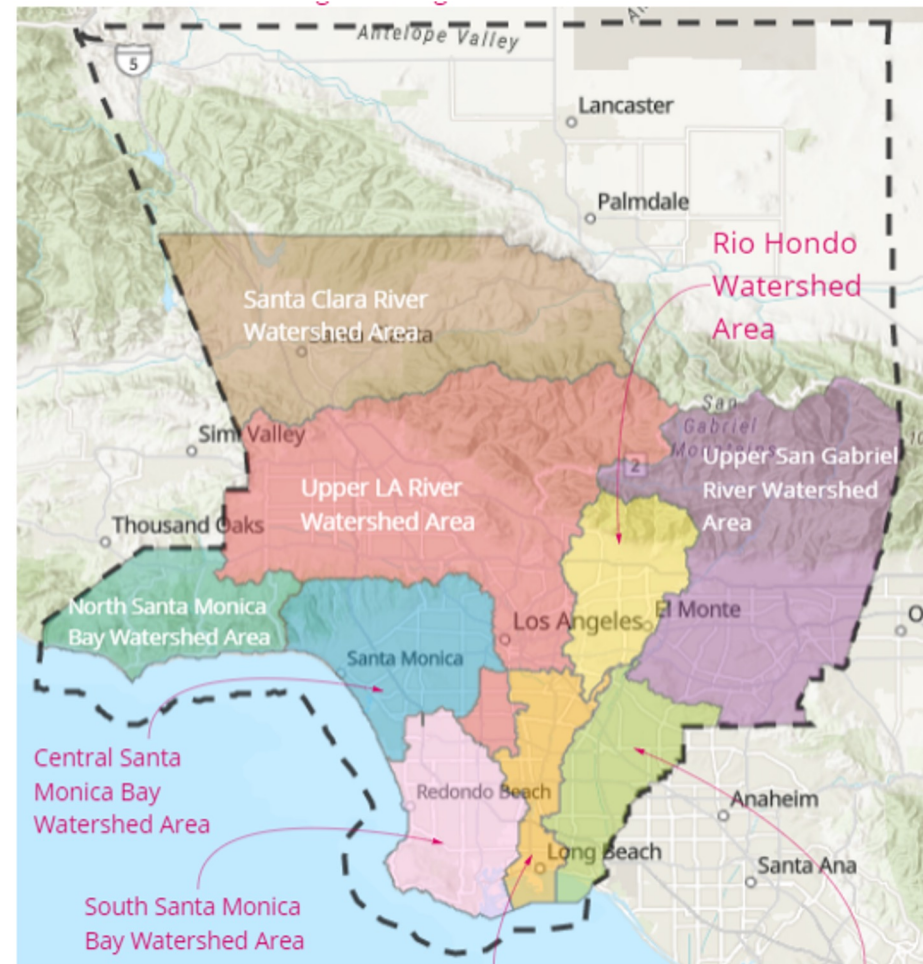 Antelope Valley
5
Lancaster
Palmdale
Rio Hondo
Watershed
Area
Santa Clara River
Watershed Area
San
Gabriel
Mountains
2
Simi Valley
Upper San Gabriel
River Watershed
Area
Upper LA River
Watershed Area
Thousand Oaks
North Santa Monica
Bay Watershed Area
Los Angeles
El Monte
Santa Monica
Central Santa
Monica Bay
Watershed Area
Redondo Beach
Anaheim
Long Beach
Santa Ana
South Santa Monica
Bay Watershed Area